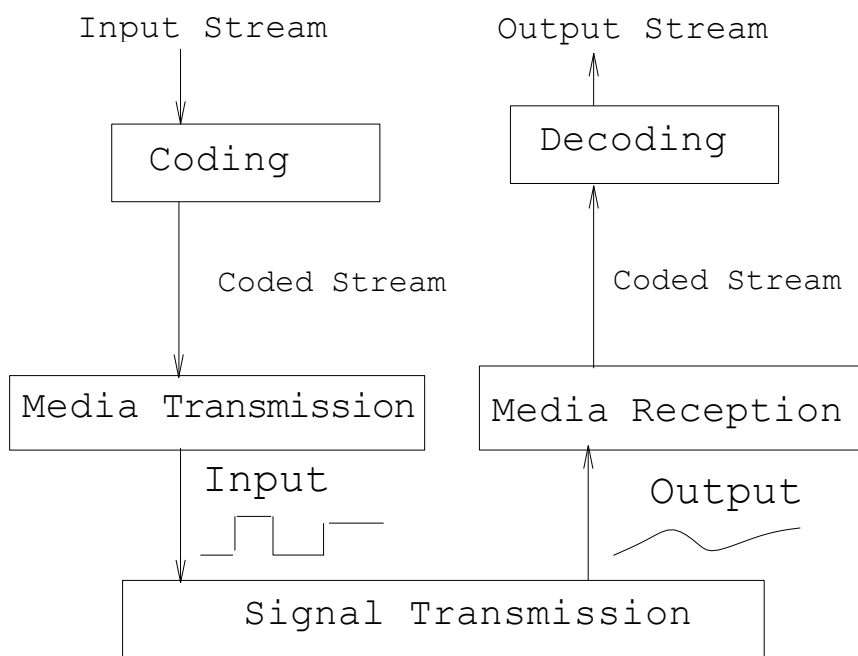 Input Stream
Output Stream
Coding
Decoding
Coded Stream
Coded Stream
Media Transmission
Media Reception
Input
Output
Signal Transmission